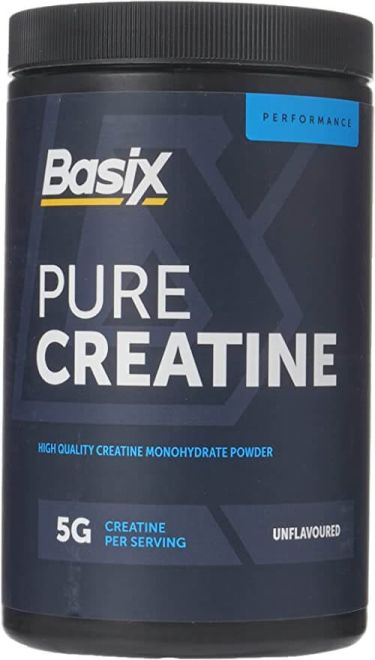 PERFORMANCE
Basix
PURE
CREATINE
HIGH QUALITY CREATINE MONOHYDRATE POWDER
5G
CREATINE
PER SERVING
UNFLAVOURED